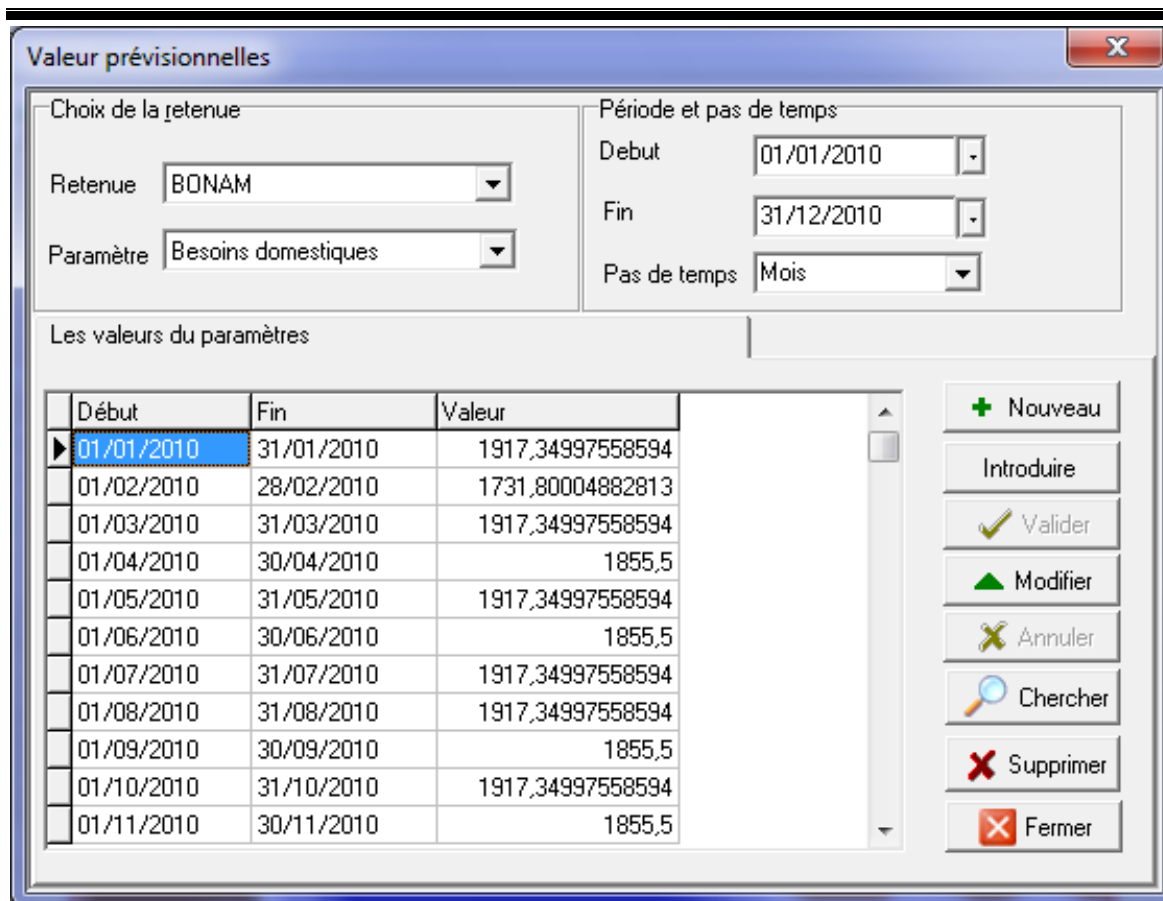 Valeur prévisionnelles
Choix de la retenue
Retenue BONAM
Paramètre Besoins domestiques
Période et pas de temps
Debut 01/01/2010
Fin 31/12/2010
Pas de temps Mois
Les valeurs du paramètres
Début Fin Valeur
01/01/2010 31/01/2010 1917,34997558594
01/02/2010 28/02/2010 1731,80004882813
01/03/2010 31/03/2010 1917,34997558594
01/04/2010 30/04/2010 1855,5
01/05/2010 31/05/2010 1917,34997558594
01/06/2010 30/06/2010 1855,5
01/07/2010 31/07/2010 1917,34997558594
01/08/2010 31/08/2010 1917,34997558594
01/09/2010 30/09/2010 1855,5
01/10/2010 31/10/2010 1917,34997558594
01/11/2010 30/11/2010 1855,5
Nouveau
Introduire
Valider
Modifier
Annuler
Chercher
Supprimer
Fermer